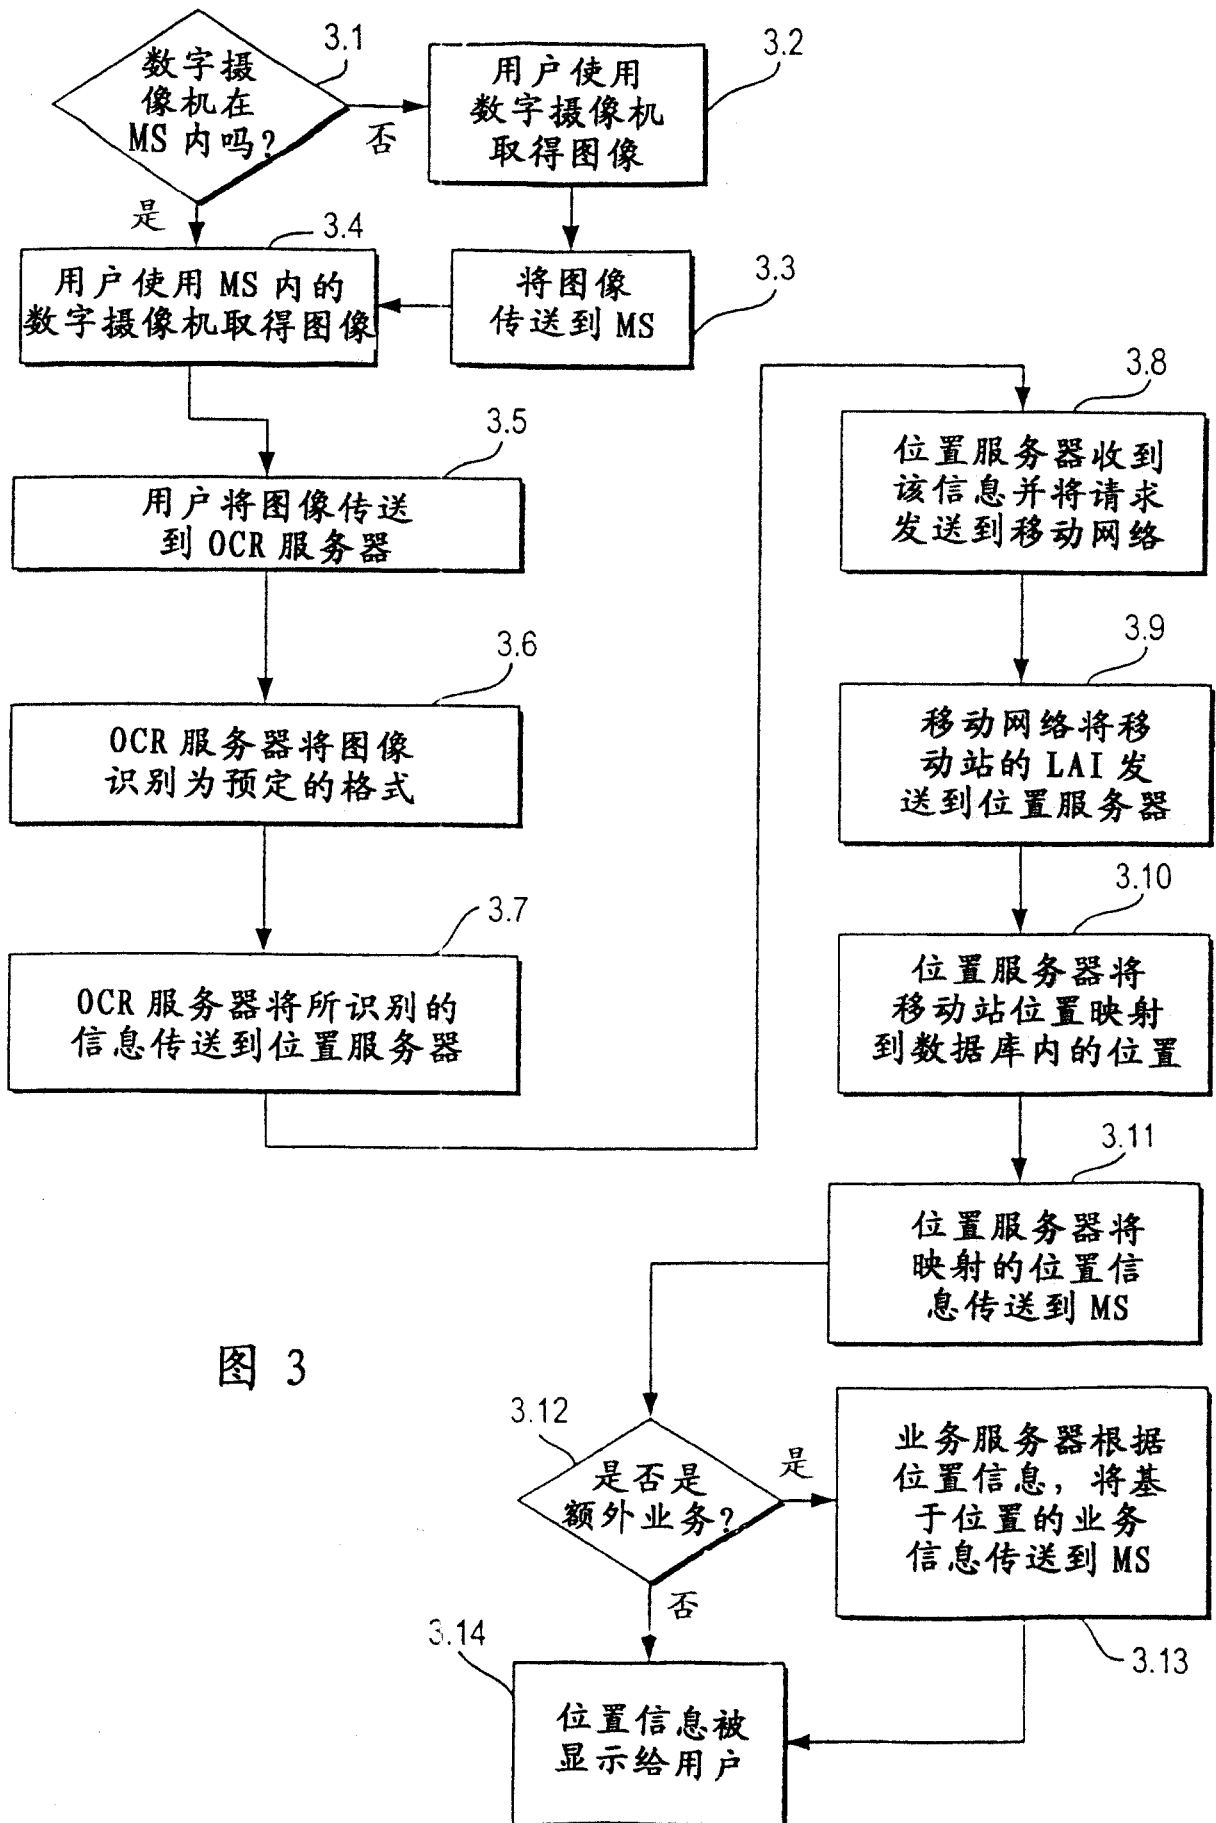 3.1
数字摄
像机在
MS 内吗?
否
是
3.2
用户使用
数字摄像机
取得图像
3.3
将图像
传送到 MS
3.4
用户使用 MS 内的
数字摄像机取得图像
3.5
用户将图像传送
到 OCR 服务器
3.6
OCR 服务器将图像
识别为预定的格式
3.7
OCR 服务器将所识别的
信息传送到位置服务器
3.8
位置服务器收到
该信息并将请求
发送到移动网络
3.9
移动网络将移
动站的 LAI 发
送到位置服务器
3.10
位置服务器将
移动站位置映射
到数据库内的位置
3.11
位置服务器将
映射的位置信
息传送到 MS
3.12
是否是
额外业务?
是
否
3.13
业务服务器根据
位置信息，将基
于位置的业务
信息传送到 MS
3.14
位置信息被
显示给用户
图 3